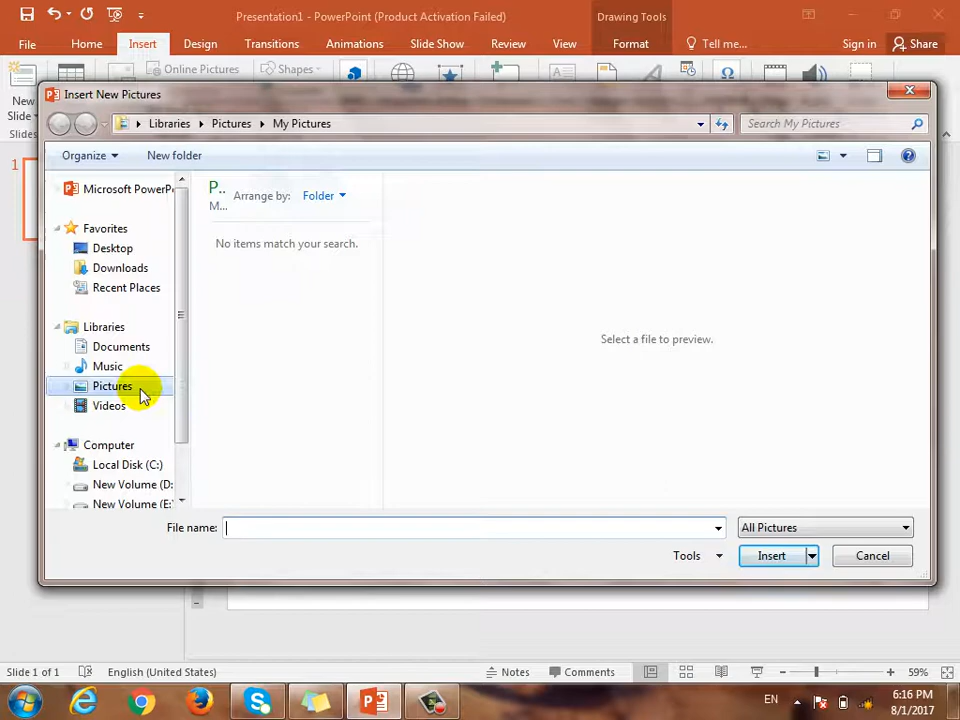 Presentation1 - PowerPoint (Product Activation Failed)
Drawing Tools
File
Home
Insert
Design
Transitions
Animations
Slide Show
Review
View
Format
Tell me...
Sign in
Share
New
Slide
Slides
Online Pictures
Shapes
Insert New Pictures
Libraries
Pictures
My Pictures
Search My Pictures
Organize
New folder
Microsoft PowerP
Favorites
Desktop
Downloads
Recent Places
Libraries
Documents
Music
Pictures
Videos
Computer
Local Disk (C:)
New Volume (D:
New Volume (E:
P..
M...
Arrange by:
Folder
No items match your search.
Select a file to preview.
File name:
All Pictures
Tools
Insert
Cancel
1
Slide 1 of 1
English (United States)
Notes
Comments
59%
EN
6:16 PM
8/1/2017